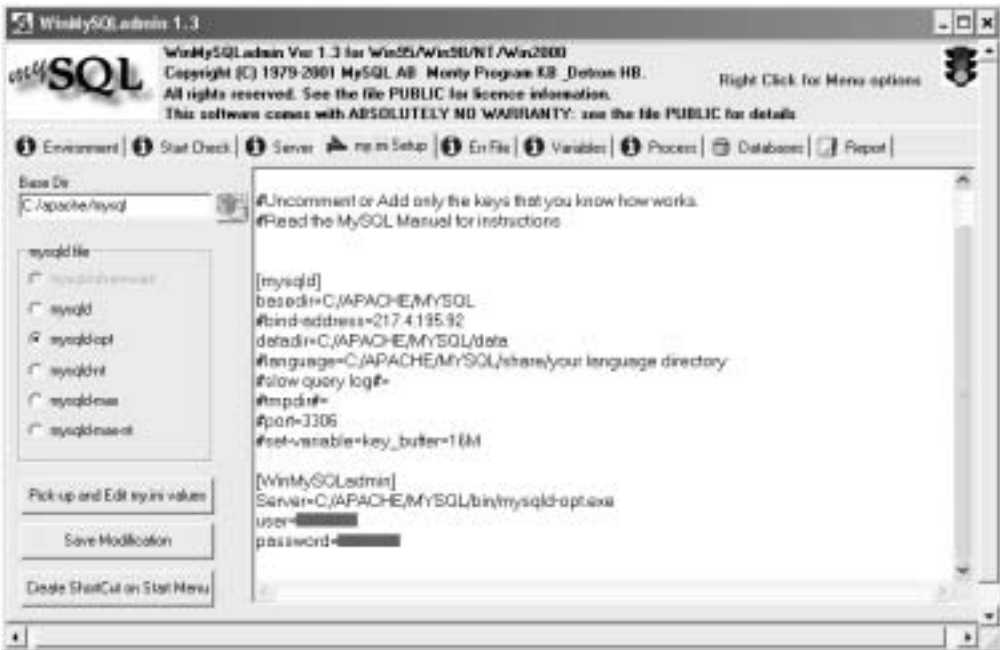 WinMySQLadmin 1.3
WinMySQLadmin Ver 1.3 for Win95/Win98/NT/Win2000
Copyright (C) 1979-2001 MySQL AB Monty Program KB Detron HB.
All rights reserved. See the file PUBLIC for licence information.
This software comes with ABSOLUTELY NO WARRANTY: see the file PUBLIC for details
MySQL
Right Click for Menu options
Environment Start Check Server my.ini Setup Err File Variables Process Databases Report
Base Dir
C:/apache/mysql
mysqld file
mysqld
mysqld-opt
mysqld-nt
mysqld-max
mysqld-max-nt
Pick-up and Edit my.ini values
Save Modification
Create ShortCut on Start Menu
#Uncomment or Add only the keys that you know how works.
#Read the MySQL Manual for instructions
[mysqld]
basedir=C:/APACHE/MYSQL
#bind-address=217.4.195.92
datadir=C:/APACHE/MYSQL/data
#language=C:/APACHE/MYSQL/share/your language directory
#slow query log#=
#tmpdir#=
#port=3306
#set-variable=key_buffer=16M
[WinMySQLadmin]
Server=C:/APACHE/MYSQL/bin/mysqld-opt.exe
user=
password=